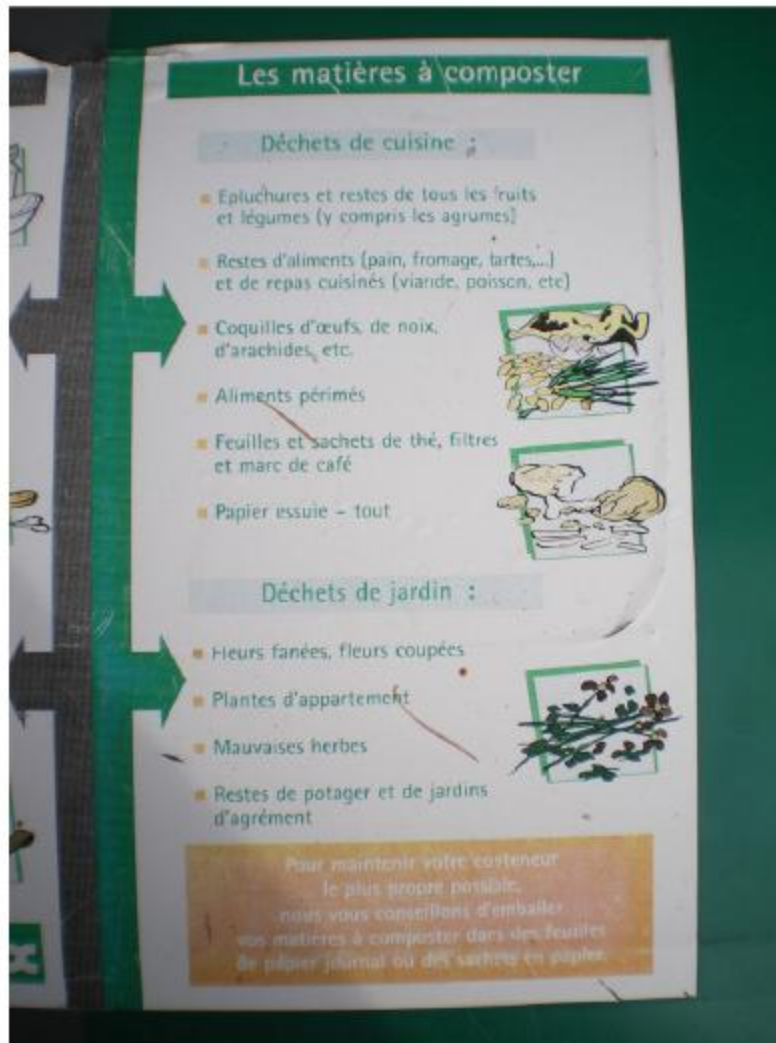 Les matières à composter
Déchets de cuisine :
Epluchures et restes de tous les fruits
et légumes (y compris les agrumes)
Restes d'aliments (pain, fromage, tartes,...)
et de repas cuisinés (viande, poisson, etc)
Coquilles d'œufs, de noix,
d'arachides, etc.
Aliments périmés
Feuilles et sachets de thé, filtres
et marc de café
Papier essuie - tout
Déchets de jardin :
Fleurs fanées, fleurs coupées
Plantes d'appartement
Mauvaises herbes
Restes de potager et de jardins
d'agrément
Pour maintenir votre conteneur
le plus propre possible,
nous vous conseillons d'emballer
vos matières à composter dans des feuilles
de papier journal ou des sachets en papier.